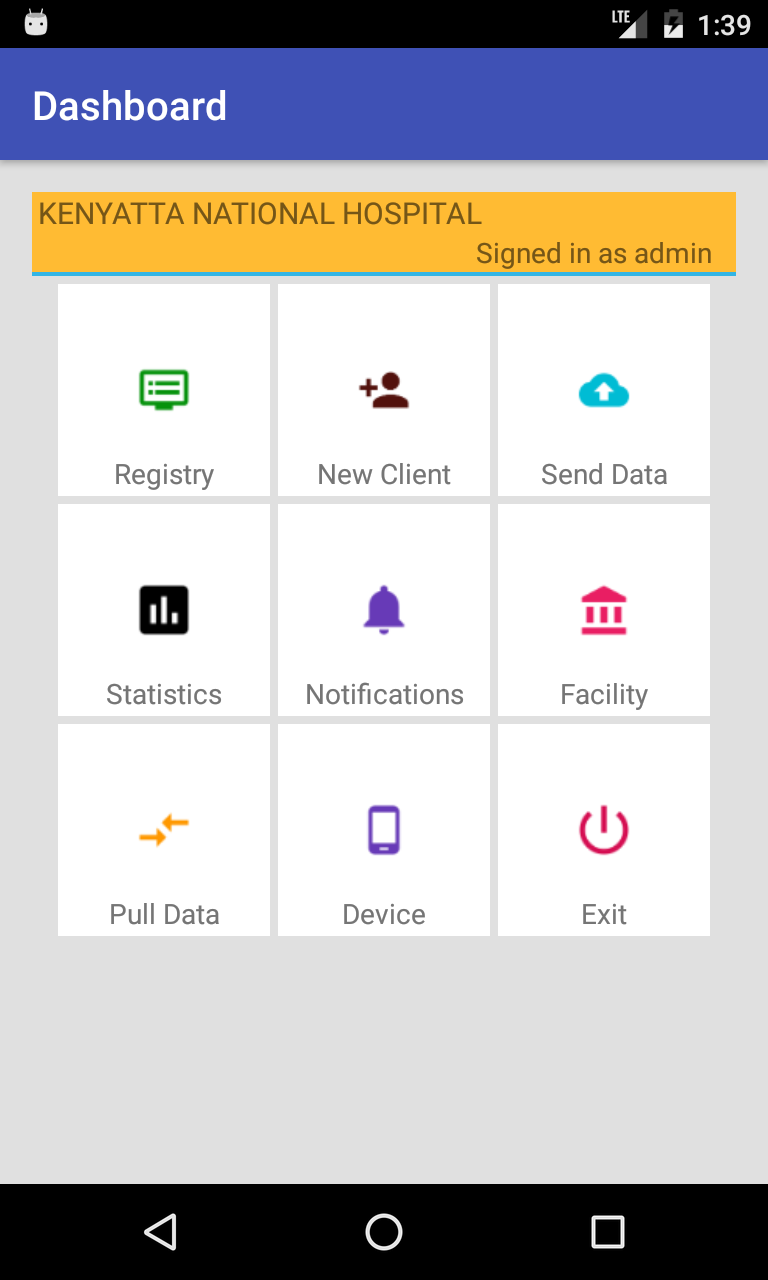 LTE 1:39
Dashboard
KENYATTA NATIONAL HOSPITAL
Signed in as admin
Registry New Client Send Data
Statistics Notifications Facility
Pull Data Device Exit